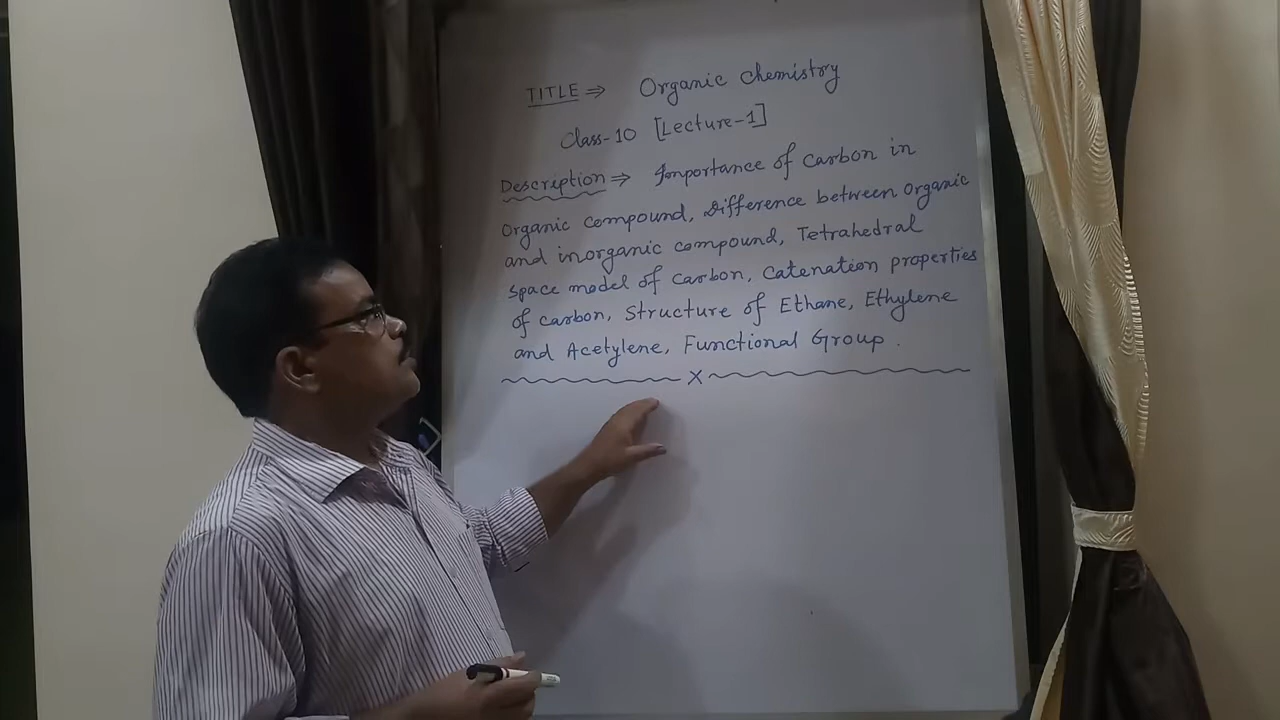 TITLE ⇒ Organic Chemistry
Class-10 [Lecture-1]
Description ⇒ Importance of Carbon in
Organic compound, Difference between Organic
and inorganic compound, Tetrahedral
space model of Carbon, Catenation properties
of carbon, Structure of Ethane, Ethylene
and Acetylene, Functional Group.
x